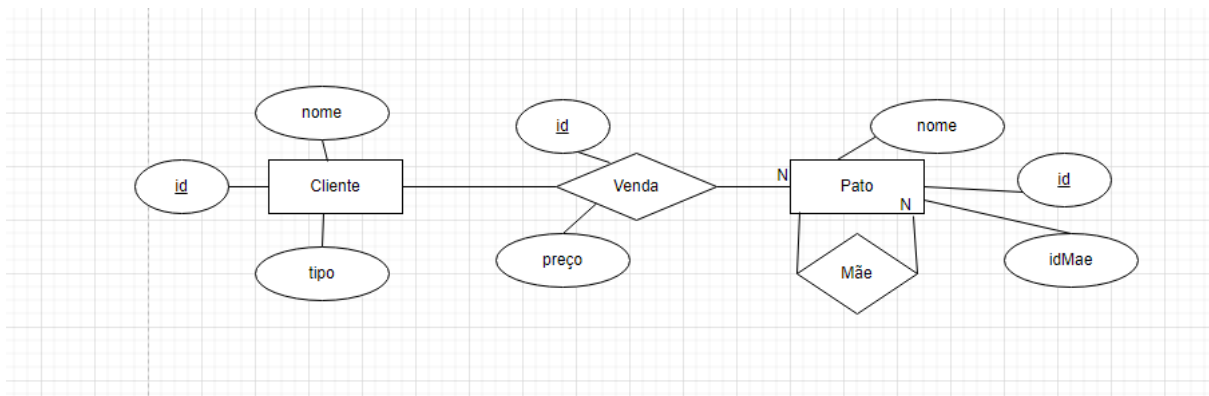 nome
id
nome
id
Cliente
Venda
N
Pato
id
N
tipo
preço
Mãe
idMae